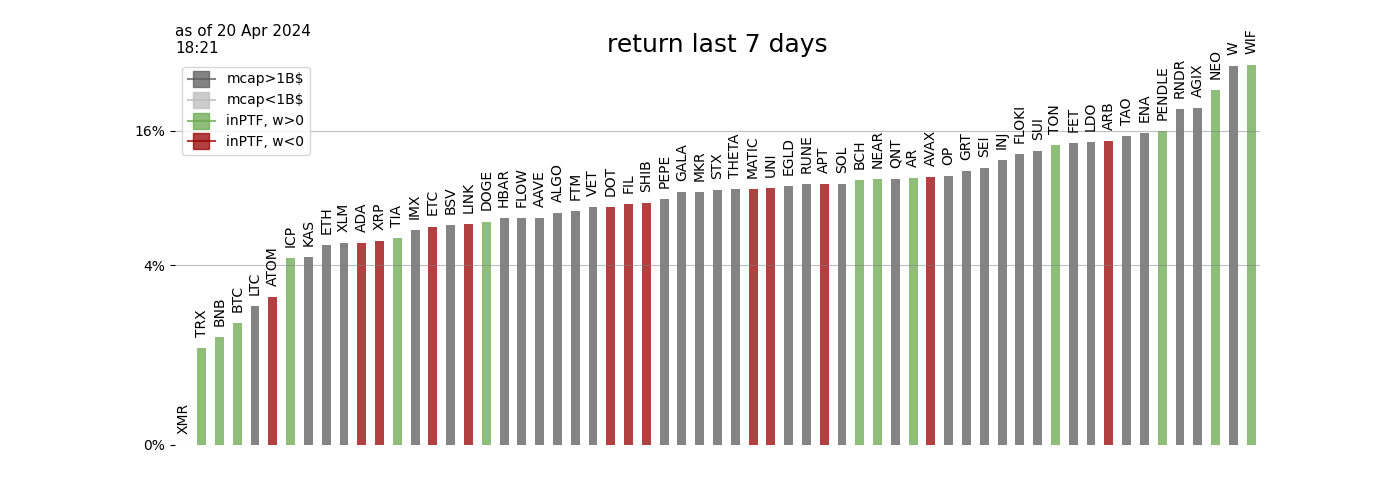 as of 20 Apr 2024
18:21
return last 7 days
mcap>1B$
mcap<1B$
inPTF, w>0
inPTF, w<0
16%
4%
0%
XMR
TRX
BNB
BTC
LTC
ATOM
ICP
KAS
ETH
XLM
ADA
XRP
TIA
IMX
ETC
BSV
LINK
DOGE
HBAR
FLOW
AAVE
ALGO
FTM
VET
DOT
FIL
SHIB
PEPE
GALA
MKR
STX
THETA
MATIC
UNI
EGLD
RUNE
APT
SOL
BCH
NEAR
QNT
AR
AVAX
OP
GRT
SEI
INJ
FLOKI
SUI
TON
FET
LDO
ARB
TAO
ENA
PENDLE
RNDR
AGIX
NEO
W
WIF